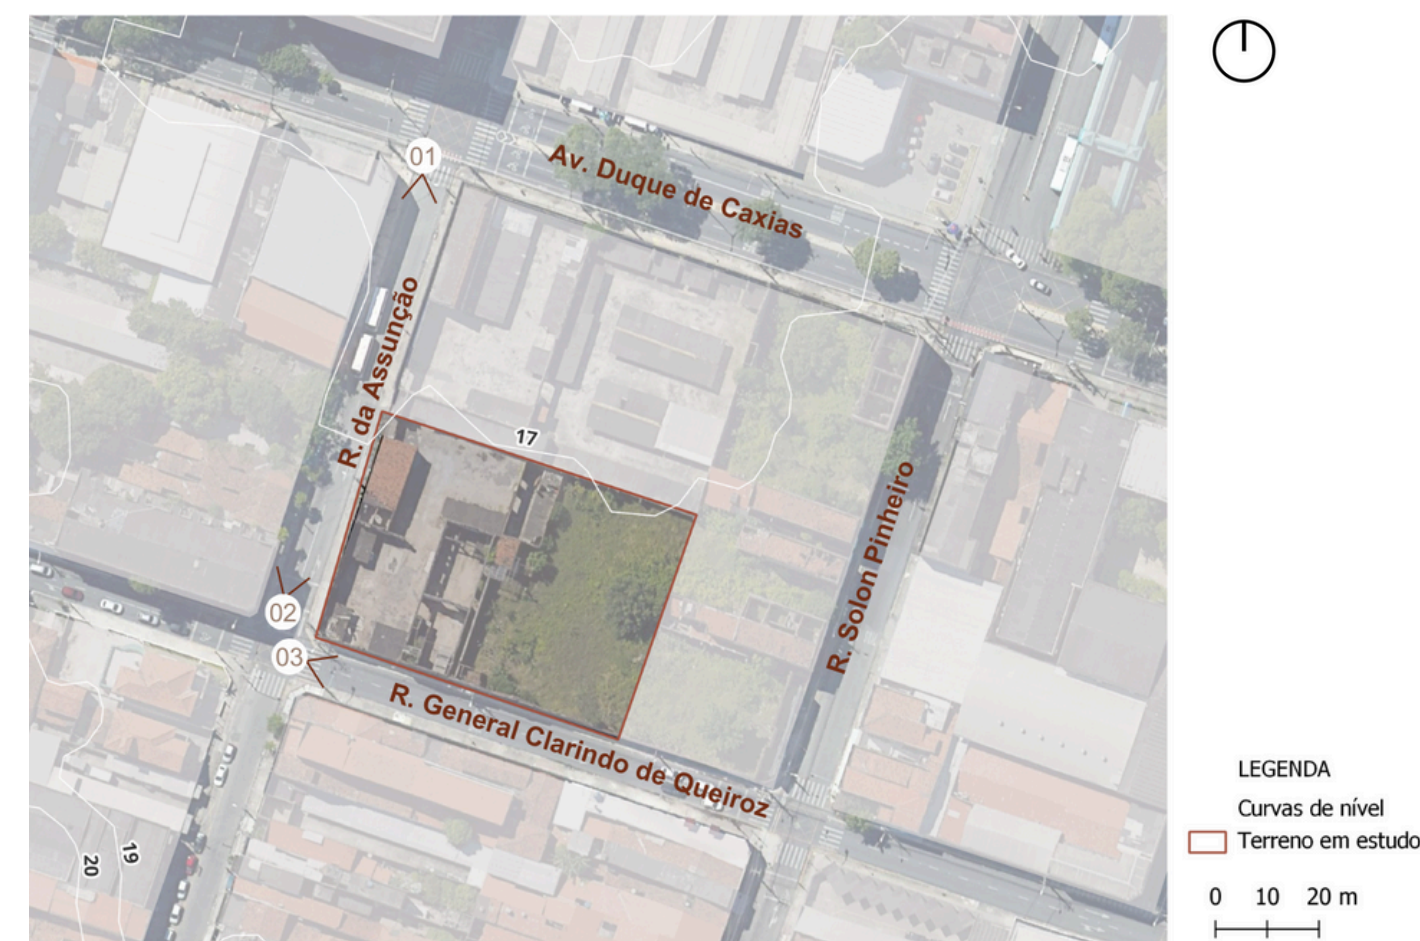 01
Av. Duque de Caxias
R. da Assunção
17
R. Solon Pinheiro
02
03
R. General Clarindo de Queiroz
19
20
LEGENDA
Curvas de nível
Terreno em estudo
0 10 20 m